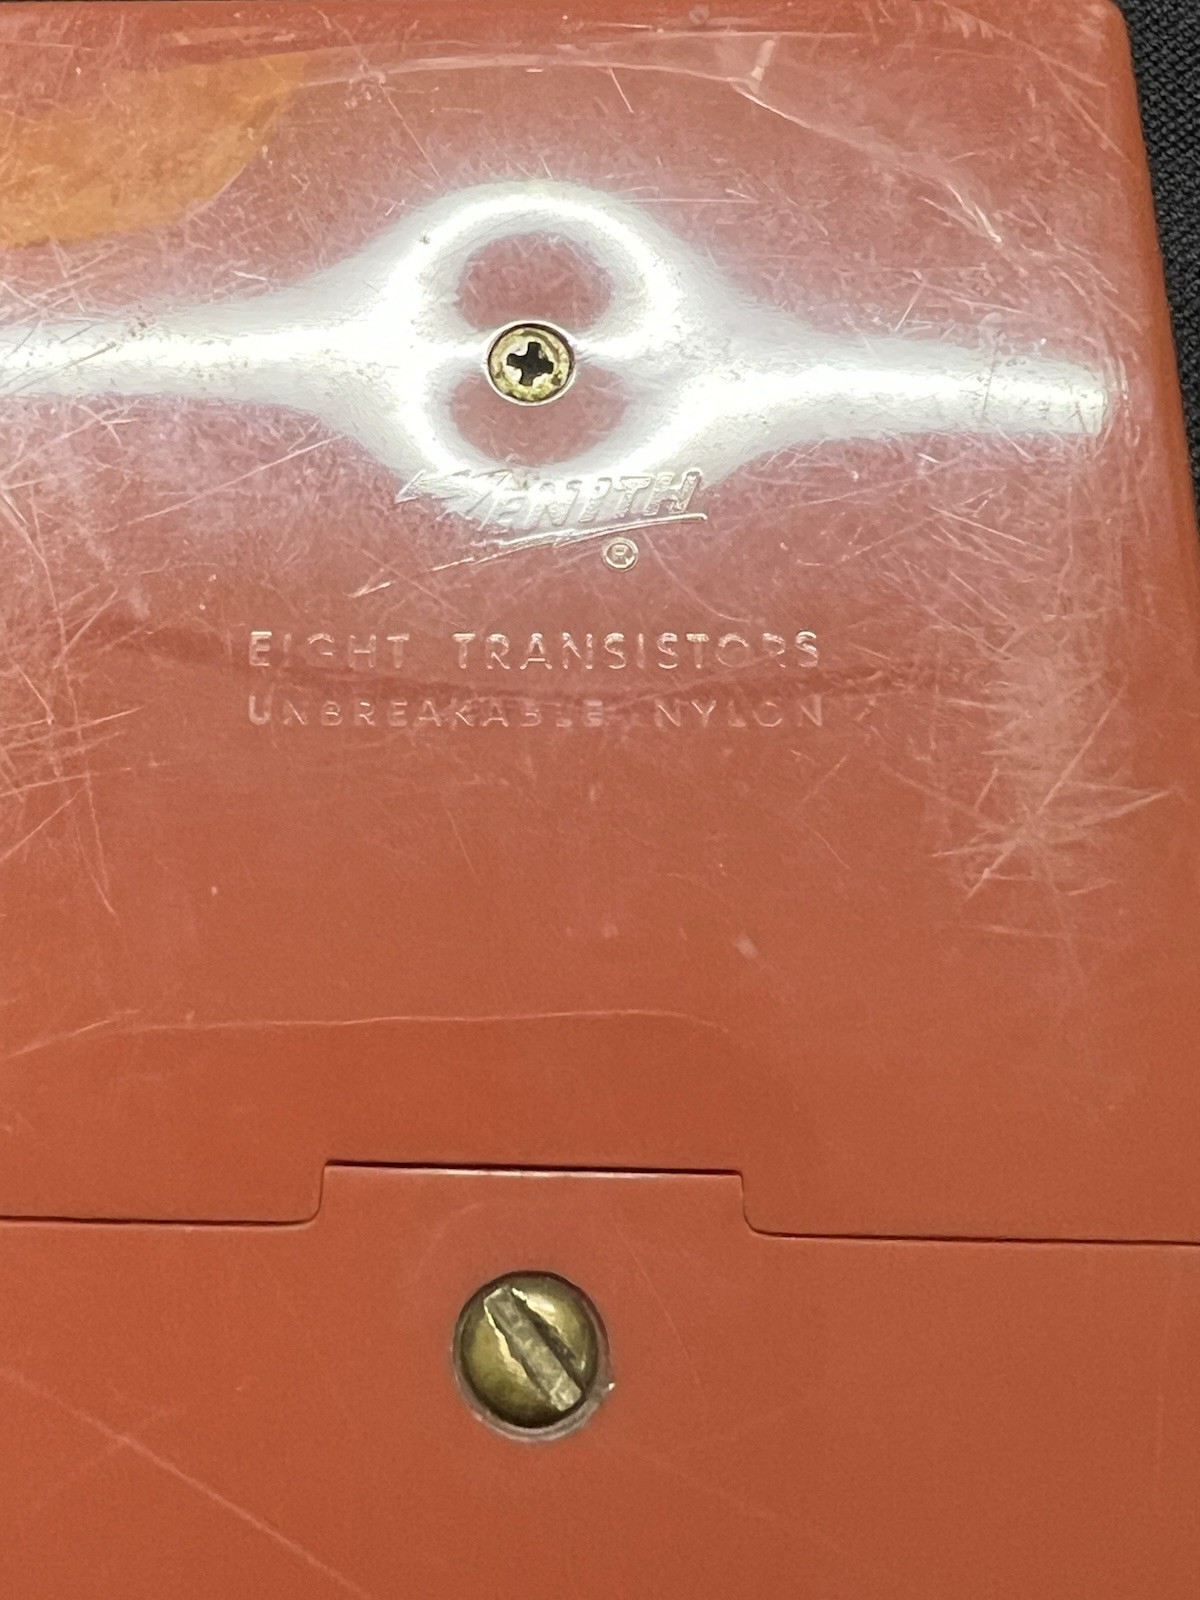 ZENITH
®
EIGHT TRANSISTORS
UNBREAKABLE NYLON